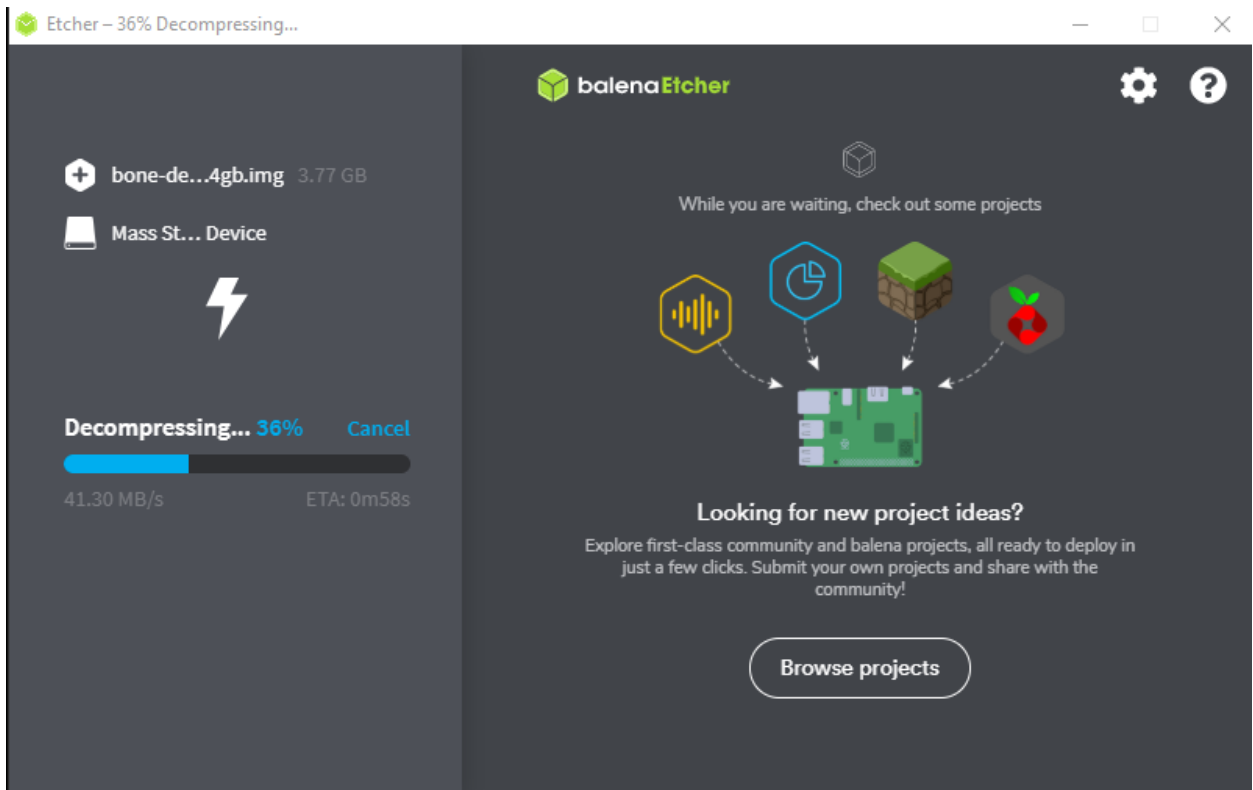 Etcher – 36% Decompressing...
balenaEtcher
bone-de...4gb.img 3.77 GB
Mass St... Device
While you are waiting, check out some projects
Decompressing... 36% Cancel
41.30 MB/s ETA: 0m58s
Looking for new project ideas?
Explore first-class community and balena projects, all ready to deploy in
just a few clicks. Submit your own projects and share with the
community!
Browse projects